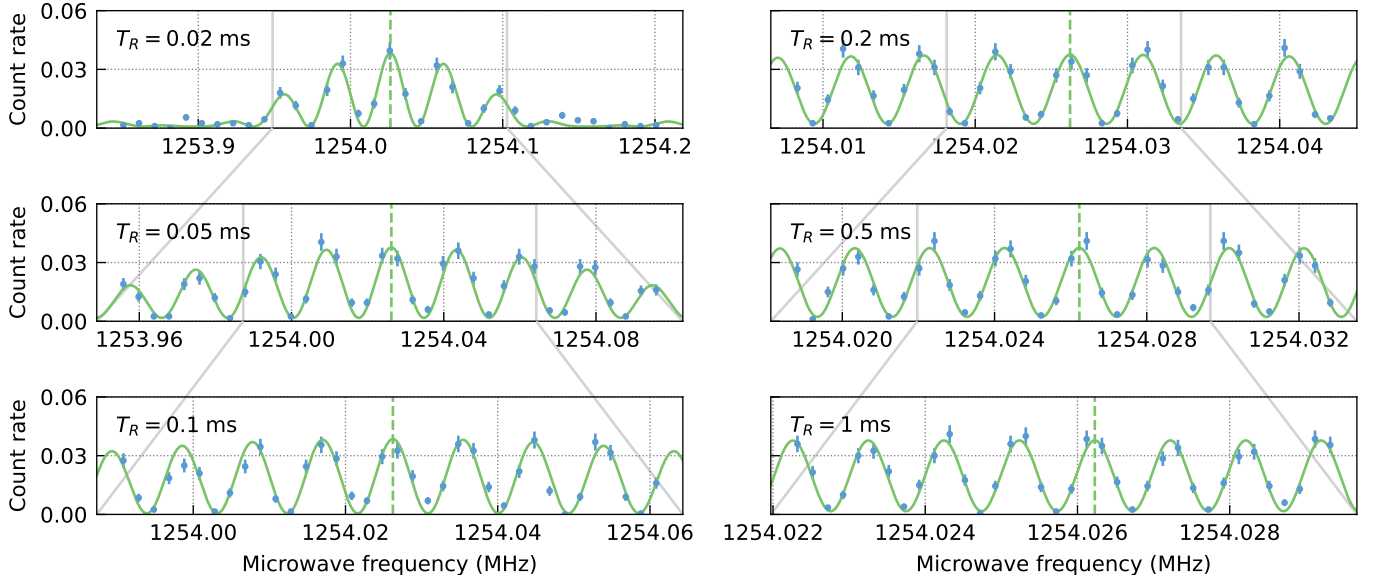 Count rate
0.06
0.03
0.00
T_R = 0.02 ms
1253.9 1254.0 1254.1 1254.2
T_R = 0.2 ms
1254.01 1254.02 1254.03 1254.04
Count rate
0.06
0.03
0.00
T_R = 0.05 ms
1253.96 1254.00 1254.04 1254.08
T_R = 0.5 ms
1254.020 1254.024 1254.028 1254.032
Count rate
0.06
0.03
0.00
T_R = 0.1 ms
1254.00 1254.02 1254.04 1254.06
Microwave frequency (MHz)
T_R = 1 ms
1254.022 1254.024 1254.026 1254.028
Microwave frequency (MHz)